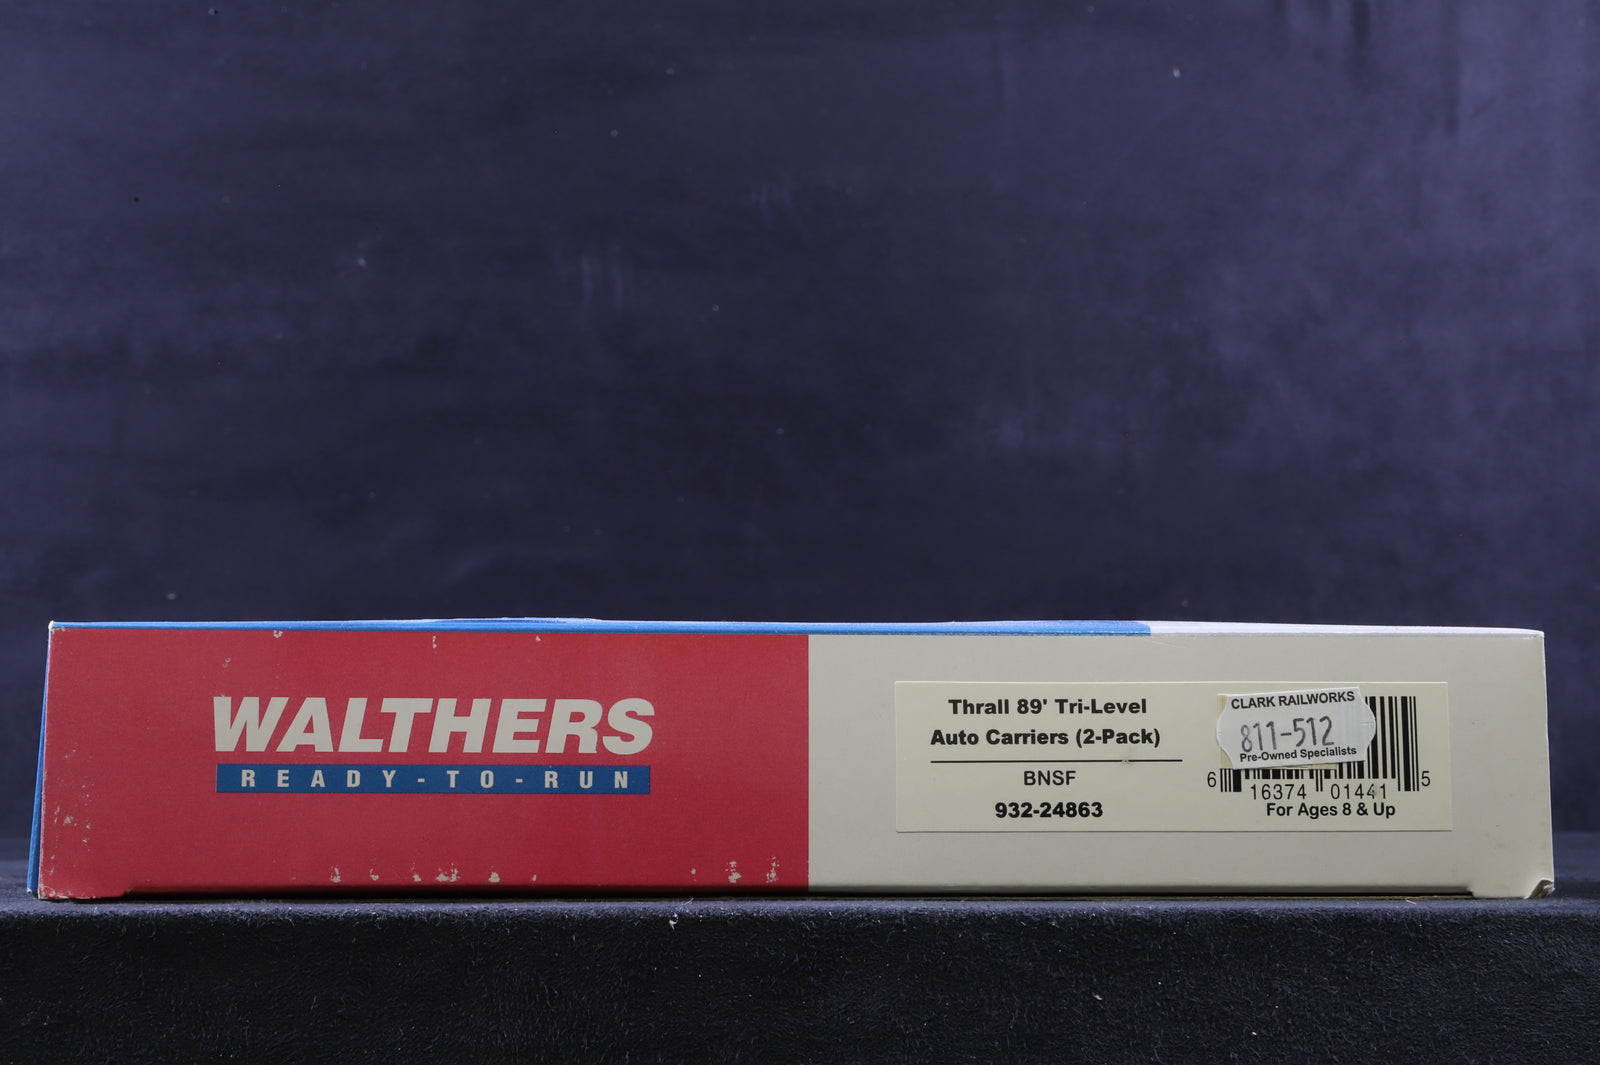 WALTHERS
READY-TO-RUN
Thrall 89' Tri-Level
Auto Carriers (2-Pack)
BNSF
932-24863
CLARK RAILWORKS
811-512
Pre-Owned Specialists
6 16374 01441 5
For Ages 8 & Up